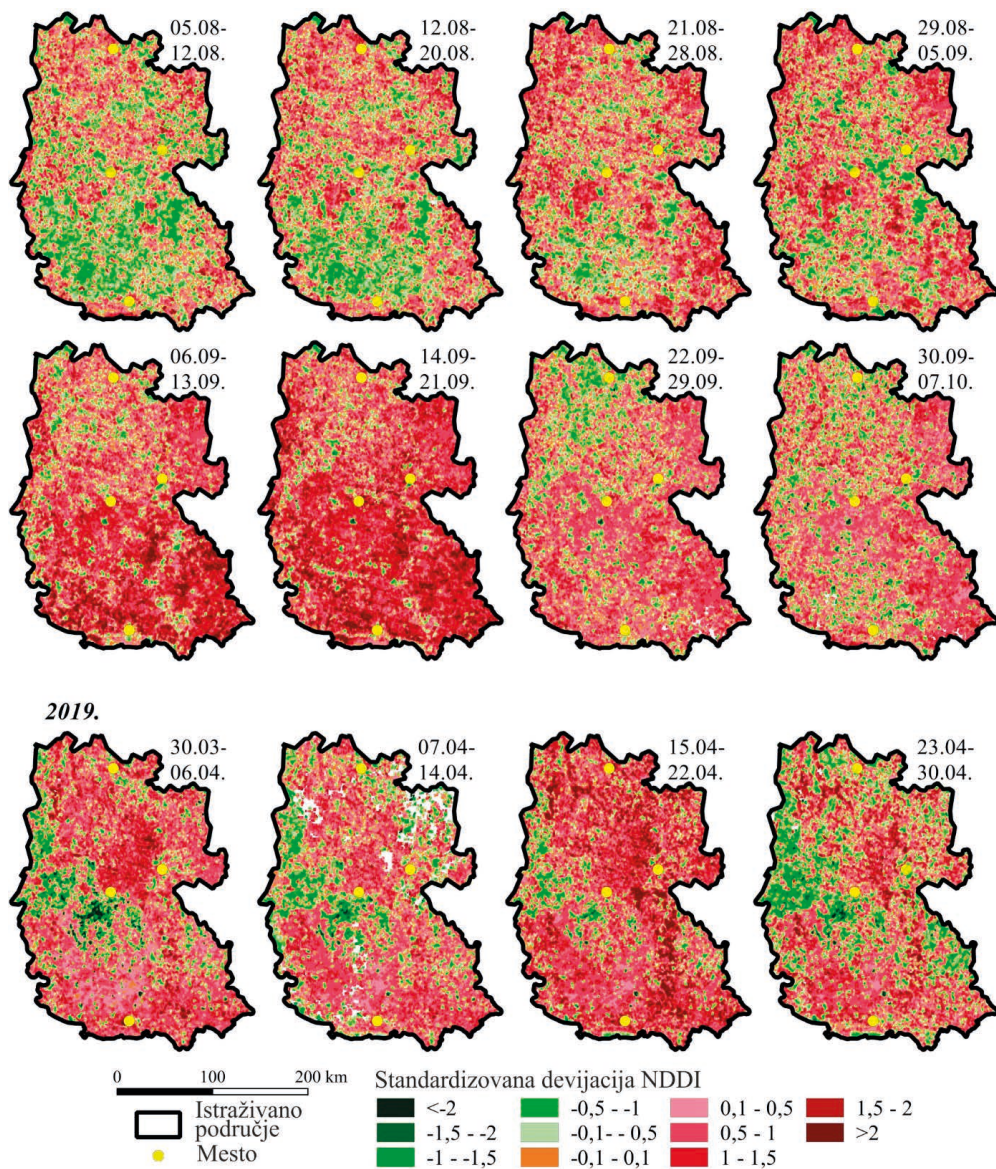 05.08-
12.08.
12.08-
20.08.
21.08-
28.08.
29.08-
05.09.
06.09-
13.09.
14.09-
21.09.
22.09-
29.09.
30.09-
07.10.
2019.
30.03-
06.04.
07.04-
14.04.
15.04-
22.04.
23.04-
30.04.
0 100 200 km
Istraživano
područje
Mesto
Standardizovana devijacija NDDI
<-2
-1,5 - -2
-1 - -1,5
-0,5 - -1
-0,1- - 0,5
-0,1 - 0,1
0,1 - 0,5
0,5 - 1
1 - 1,5
1,5 - 2
>2